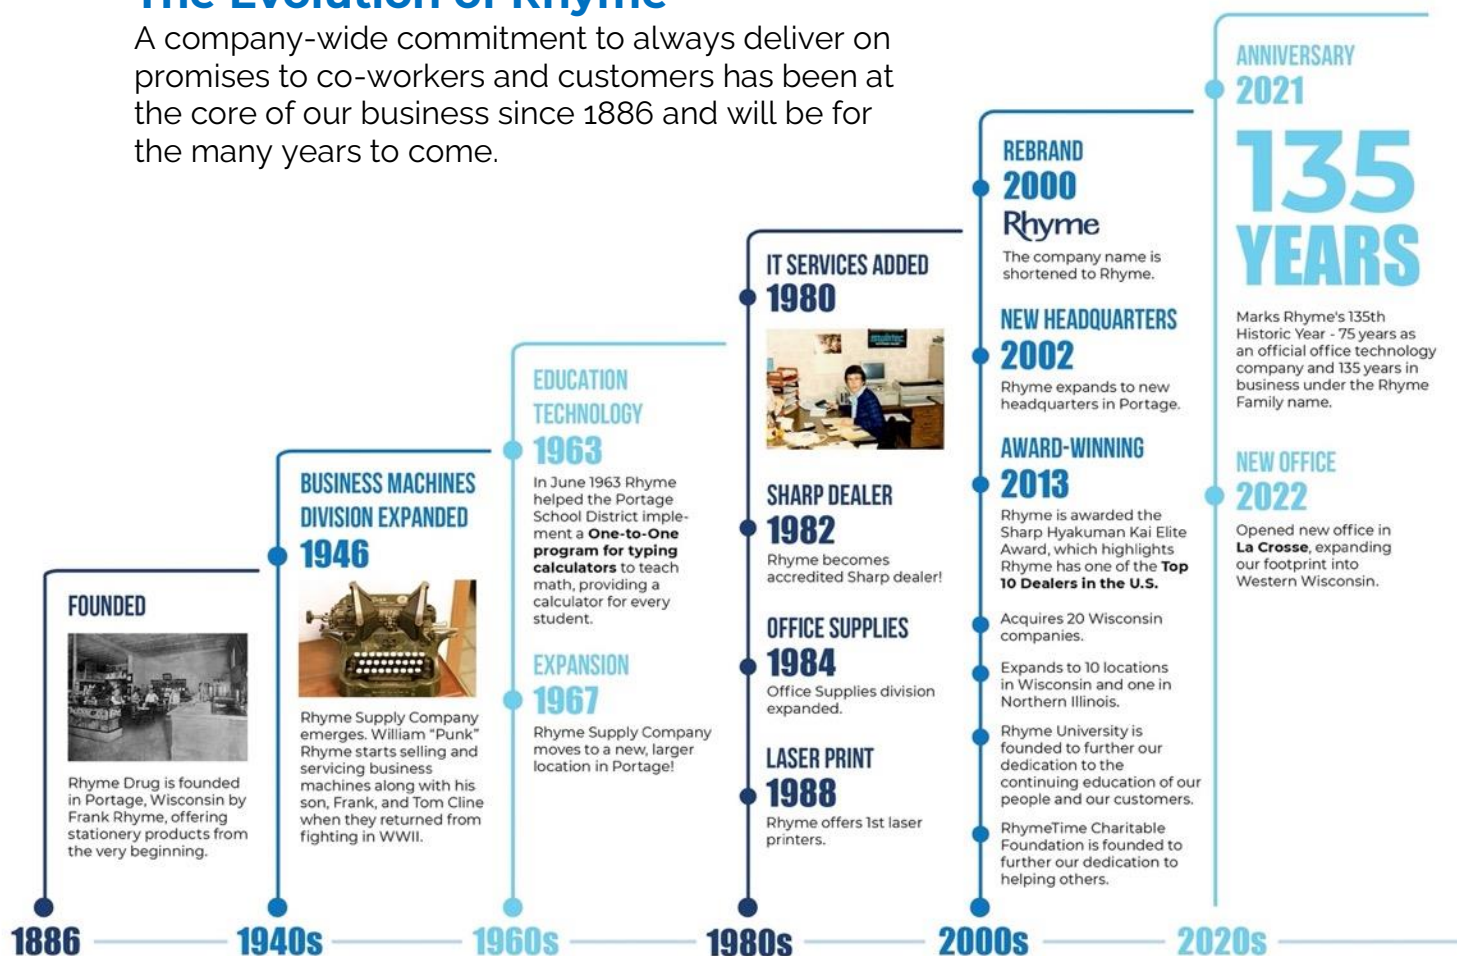 The Evolution of Rhyme
A company-wide commitment to always deliver on
promises to co-workers and customers has been at
the core of our business since 1886 and will be for
the many years to come.
FOUNDED
Rhyme Drug is founded
in Portage, Wisconsin by
Frank Rhyme, offering
stationery products from
the very beginning.
1886
BUSINESS MACHINES
DIVISION EXPANDED
1946
Rhyme Supply Company
emerges. William "Punk"
Rhyme starts selling and
servicing business
machines along with his
son, Frank, and Tom Cline
when they returned from
fighting in WWII.
1940s
EDUCATION
TECHNOLOGY
1963
In June 1963 Rhyme
helped the Portage
School District imple-
ment a One-to-One
program for typing
calculators to teach
math, providing a
calculator for every
student.
EXPANSION
1967
Rhyme Supply Company
moves to a new, larger
location in Portage!
1960s
IT SERVICES ADDED
1980
SHARP DEALER
1982
Rhyme becomes
accredited Sharp dealer!
OFFICE SUPPLIES
1984
Office Supplies division
expanded.
LASER PRINT
1988
Rhyme offers 1st laser
printers.
1980s
REBRAND
2000
Rhyme
The company name is
shortened to Rhyme.
NEW HEADQUARTERS
2002
Rhyme expands to new
headquarters in Portage.
AWARD-WINNING
2013
Rhyme is awarded the
Sharp Hyakuman Kai Elite
Award, which highlights
Rhyme has one of the Top
10 Dealers in the U.S.
Acquires 20 Wisconsin
companies.
Expands to 10 locations
in Wisconsin and one in
Northern Illinois.
Rhyme University is
founded to further our
dedication to the
continuing education of our
people and our customers.
RhymeTime Charitable
Foundation is founded to
further our dedication to
helping others.
2000s
ANNIVERSARY
2021
135
YEARS
Marks Rhyme's 135th
Historic Year - 75 years as
an official office technology
company and 135 years in
business under the Rhyme
Family name.
NEW OFFICE
2022
Opened new office in
La Crosse, expanding
our footprint into
Western Wisconsin.
2020s